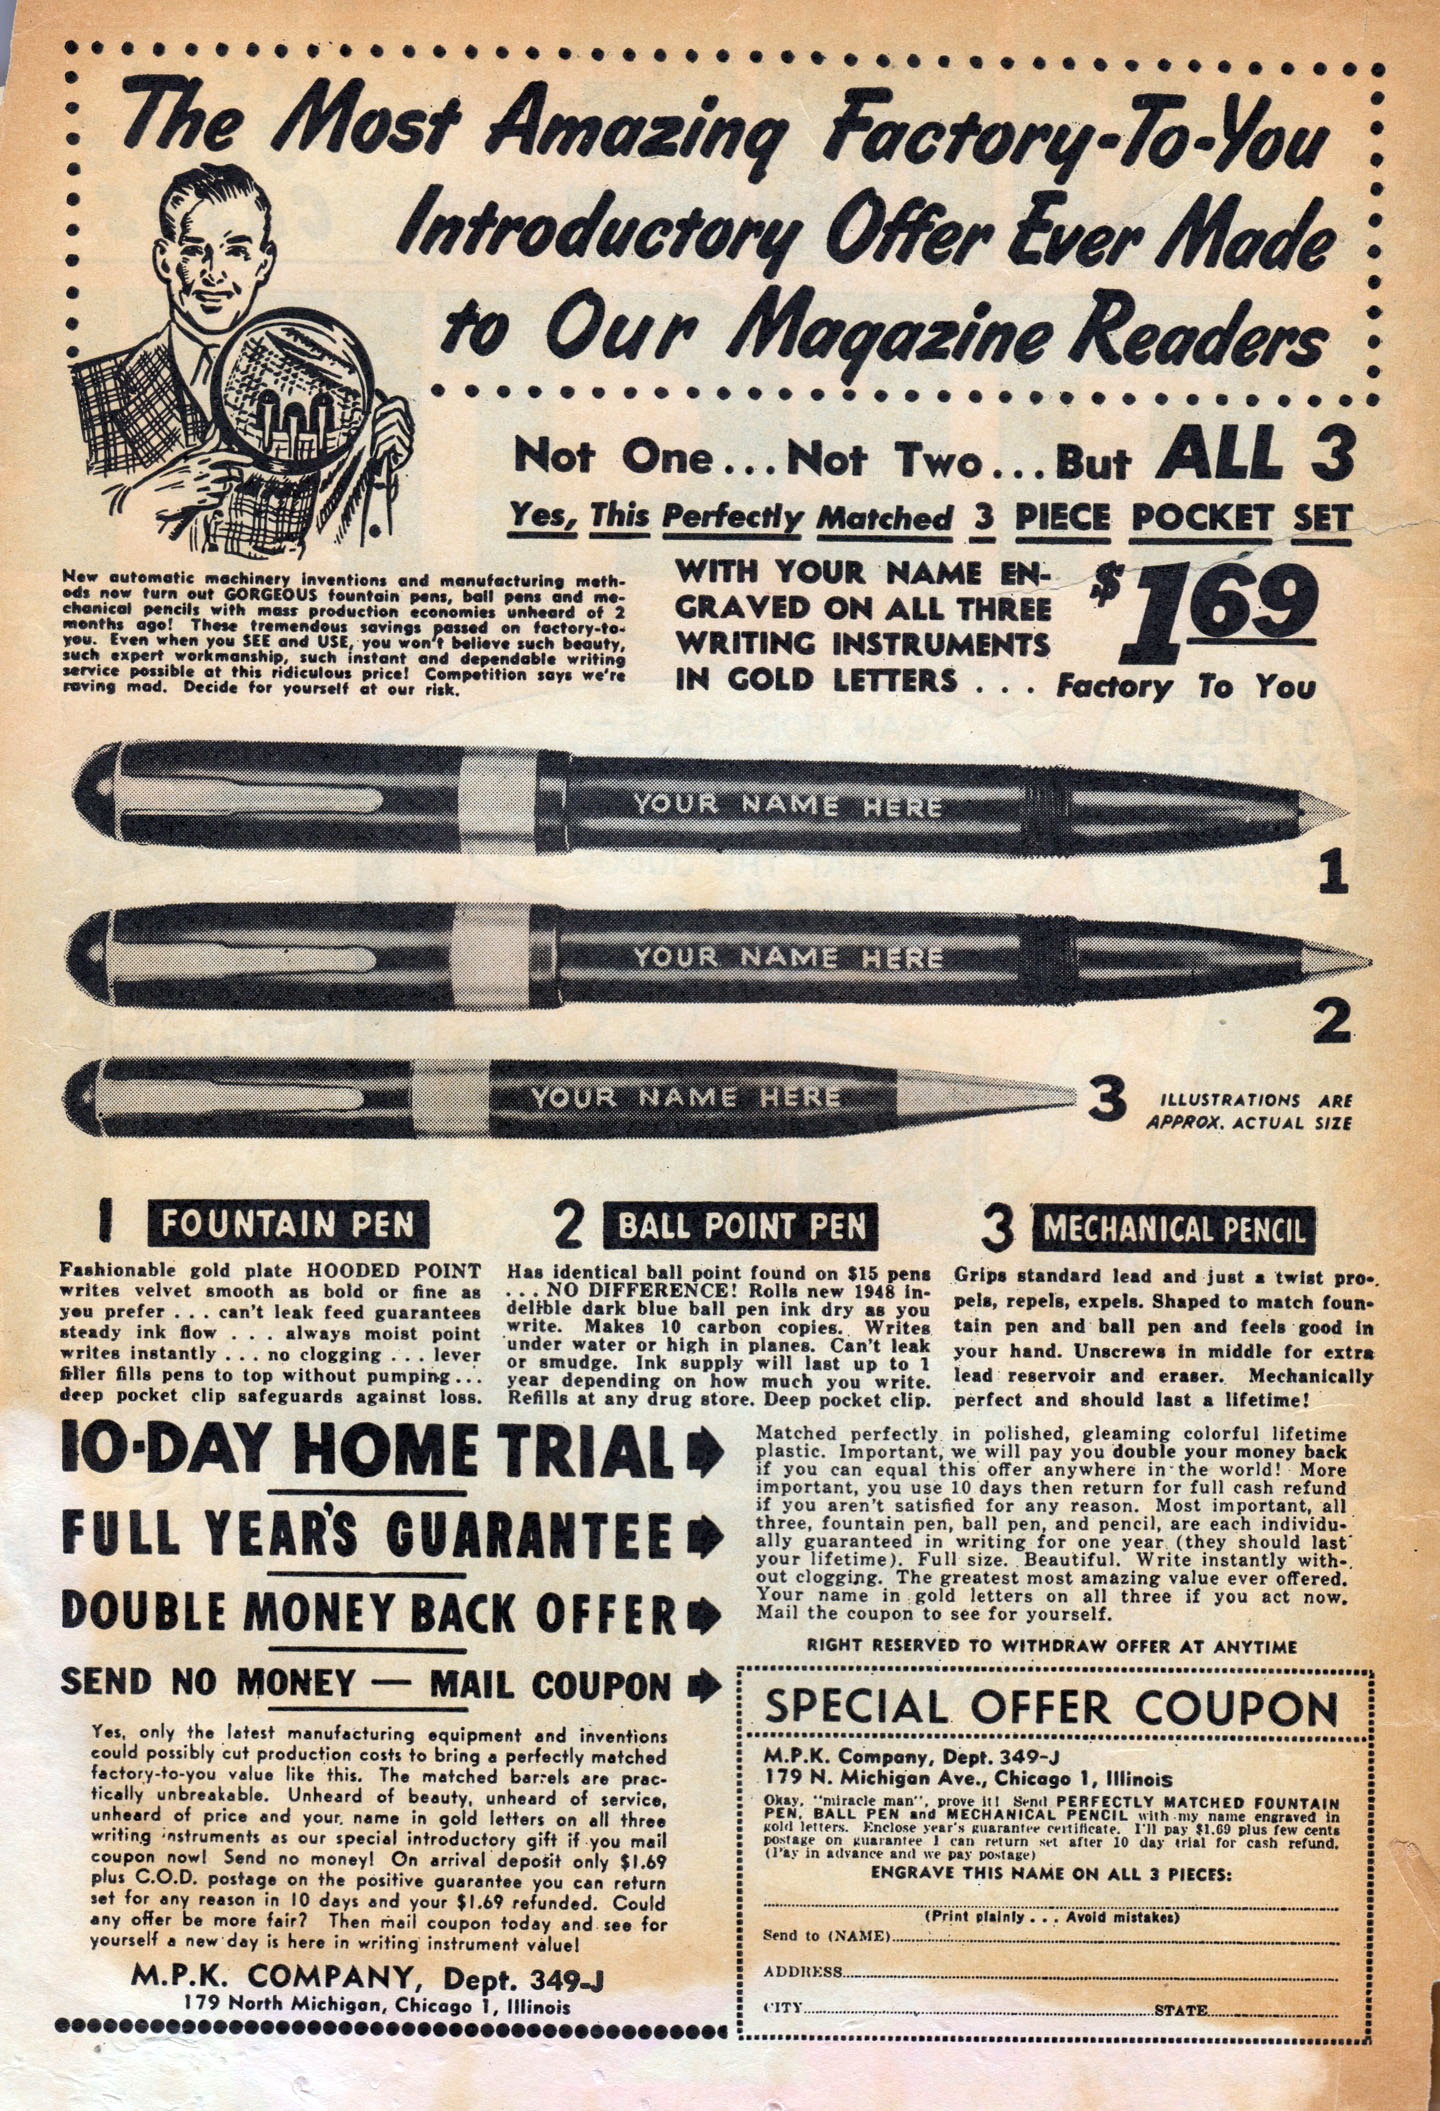 The Most Amazing Factory-To-You
Introductory Offer Ever Made
to Our Magazine Readers
Not One...Not Two...But ALL 3
Yes, This Perfectly Matched 3 PIECE POCKET SET
New automatic machinery inventions and manufacturing meth-
ods now turn out GORGEOUS fountain pens, ball pens and me-
chanical pencils with mass production economies unheard of 2
months ago! These tremendous savings passed on factory-to-
you. Even when you SEE and USE, you won't believe such beauty,
such expert workmanship, such instant and dependable writing
service possible at this ridiculous price! Competition says we're
raving mad. Decide for yourself at our risk.
WITH YOUR NAME EN-
GRAVED ON ALL THREE
WRITING INSTRUMENTS
IN GOLD LETTERS . . .
$1.69
Factory To You
YOUR NAME HERE
1
YOUR NAME HERE
2
YOUR NAME HERE
3
ILLUSTRATIONS ARE
APPROX. ACTUAL SIZE
1 FOUNTAIN PEN
Fashionable gold plate HOODED POINT
writes velvet smooth as bold or fine as
you prefer . . . can't leak feed guarantees
steady ink flow . . . always moist point
writes instantly . . . no clogging . . . lever
filler fills pens to top without pumping . . .
deep pocket clip safeguards against loss.
2 BALL POINT PEN
Has identical ball point found on $15 pens
. . . NO DIFFERENCE! Rolls new 1948 in-
delible dark blue ball pen ink dry as you
write. Makes 10 carbon copies. Writes
under water or high in planes. Can't leak
or smudge. Ink supply will last up to 1
year depending on how much you write.
Refills at any drug store. Deep pocket clip.
3 MECHANICAL PENCIL
Grips standard lead and just a twist pro-
pels, repels, expels. Shaped to match foun-
tain pen and ball pen and feels good in
your hand. Unscrews in middle for extra
lead reservoir and eraser. Mechanically
perfect and should last a lifetime!
10-DAY HOME TRIAL
FULL YEAR'S GUARANTEE
DOUBLE MONEY BACK OFFER
SEND NO MONEY — MAIL COUPON
Matched perfectly in polished, gleaming colorful lifetime
plastic. Important, we will pay you double your money back
if you can equal this offer anywhere in the world! More
important, you use 10 days then return for full cash refund
if you aren't satisfied for any reason. Most important, all
three, fountain pen, ball pen, and pencil, are each individu-
ally guaranteed in writing for one year (they should last
your lifetime). Full size. Beautiful. Write instantly with-
out clogging. The greatest most amazing value ever offered.
Your name in gold letters on all three if you act now.
Mail the coupon to see for yourself.
RIGHT RESERVED TO WITHDRAW OFFER AT ANYTIME
Yes, only the latest manufacturing equipment and inventions
could possibly cut production costs to bring a perfectly matched
factory-to-you value like this. The matched barrels are prac-
tically unbreakable. Unheard of beauty, unheard of service,
unheard of price and your name in gold letters on all three
writing instruments as our special introductory gift if you mail
coupon now! Send no money! On arrival deposit only $1.69
plus C.O.D. postage on the positive guarantee you can return
set for any reason in 10 days and your $1.69 refunded. Could
any offer be more fair? Then mail coupon today and see for
yourself a new day is here in writing instrument value!
M.P.K. COMPANY, Dept. 349-J
179 North Michigan, Chicago 1, Illinois
SPECIAL OFFER COUPON
M.P.K. Company, Dept. 349-J
179 N. Michigan Ave., Chicago 1, Illinois
Okay, "miracle man", prove it! Send PERFECTLY MATCHED FOUNTAIN
PEN, BALL PEN and MECHANICAL PENCIL with my name engraved in
gold letters. Enclose year's guarantee certificate. I'll pay $1.69 plus few cents
postage on guarantee I can return set after 10 day trial for cash refund.
(Pay in advance and we pay postage)
ENGRAVE THIS NAME ON ALL 3 PIECES:
(Print plainly . . . Avoid mistakes)
Send to (NAME)
ADDRESS
CITY STATE